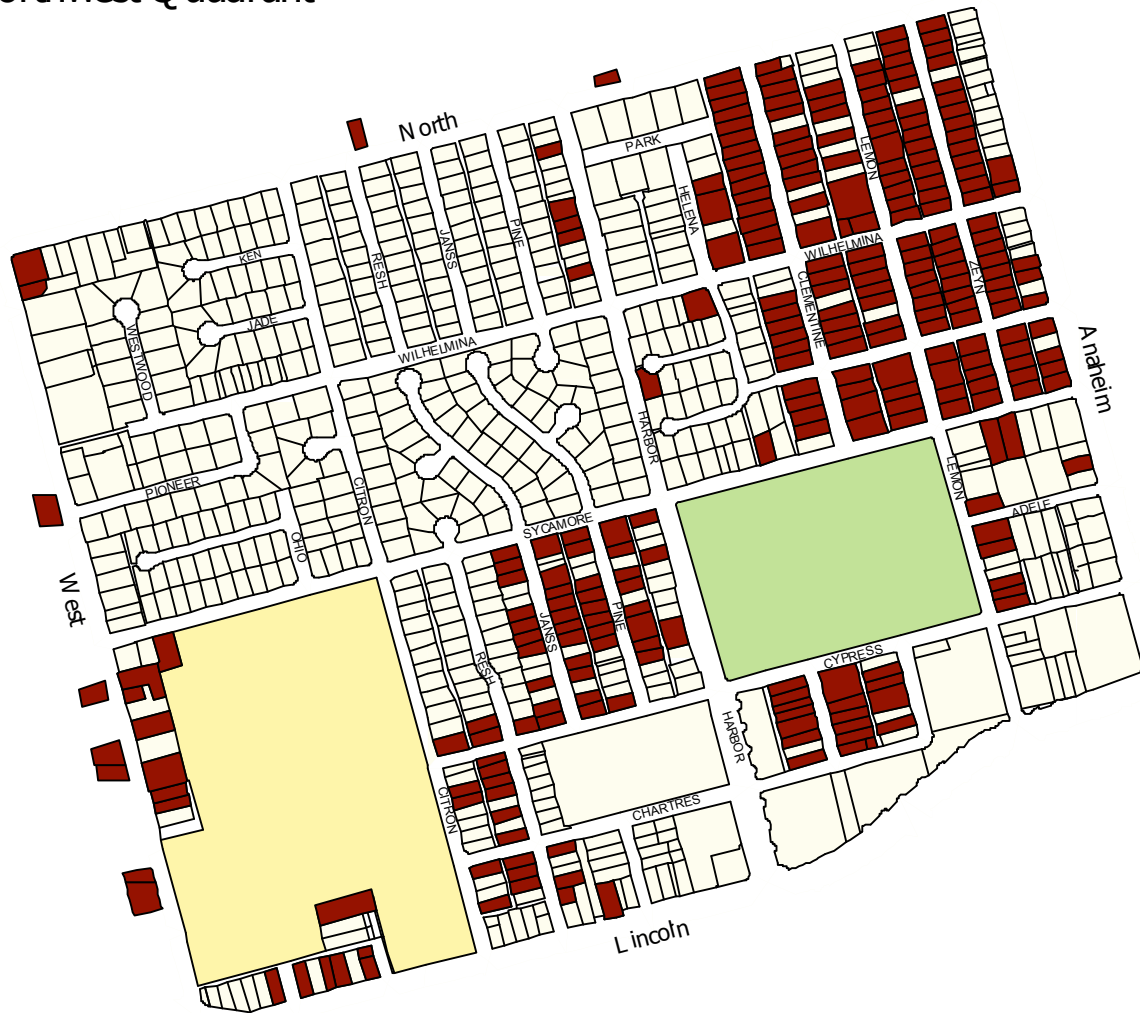 North
PARK
LEMON
HELENA
PINE
JANSS
RESH
KEN
WILHELMINA
ZEYN
CLEMENTINE
JADE
WESTWOOD
WILHELMINA
Anaheim
HARBOR
LEMON
PIONEER
CITRON
ADELE
SYCAMORE
OHIO
West
PINE
JANSS
RESH
CYPRESS
HARBOR
CITRON
CHARTRES
Lincoln